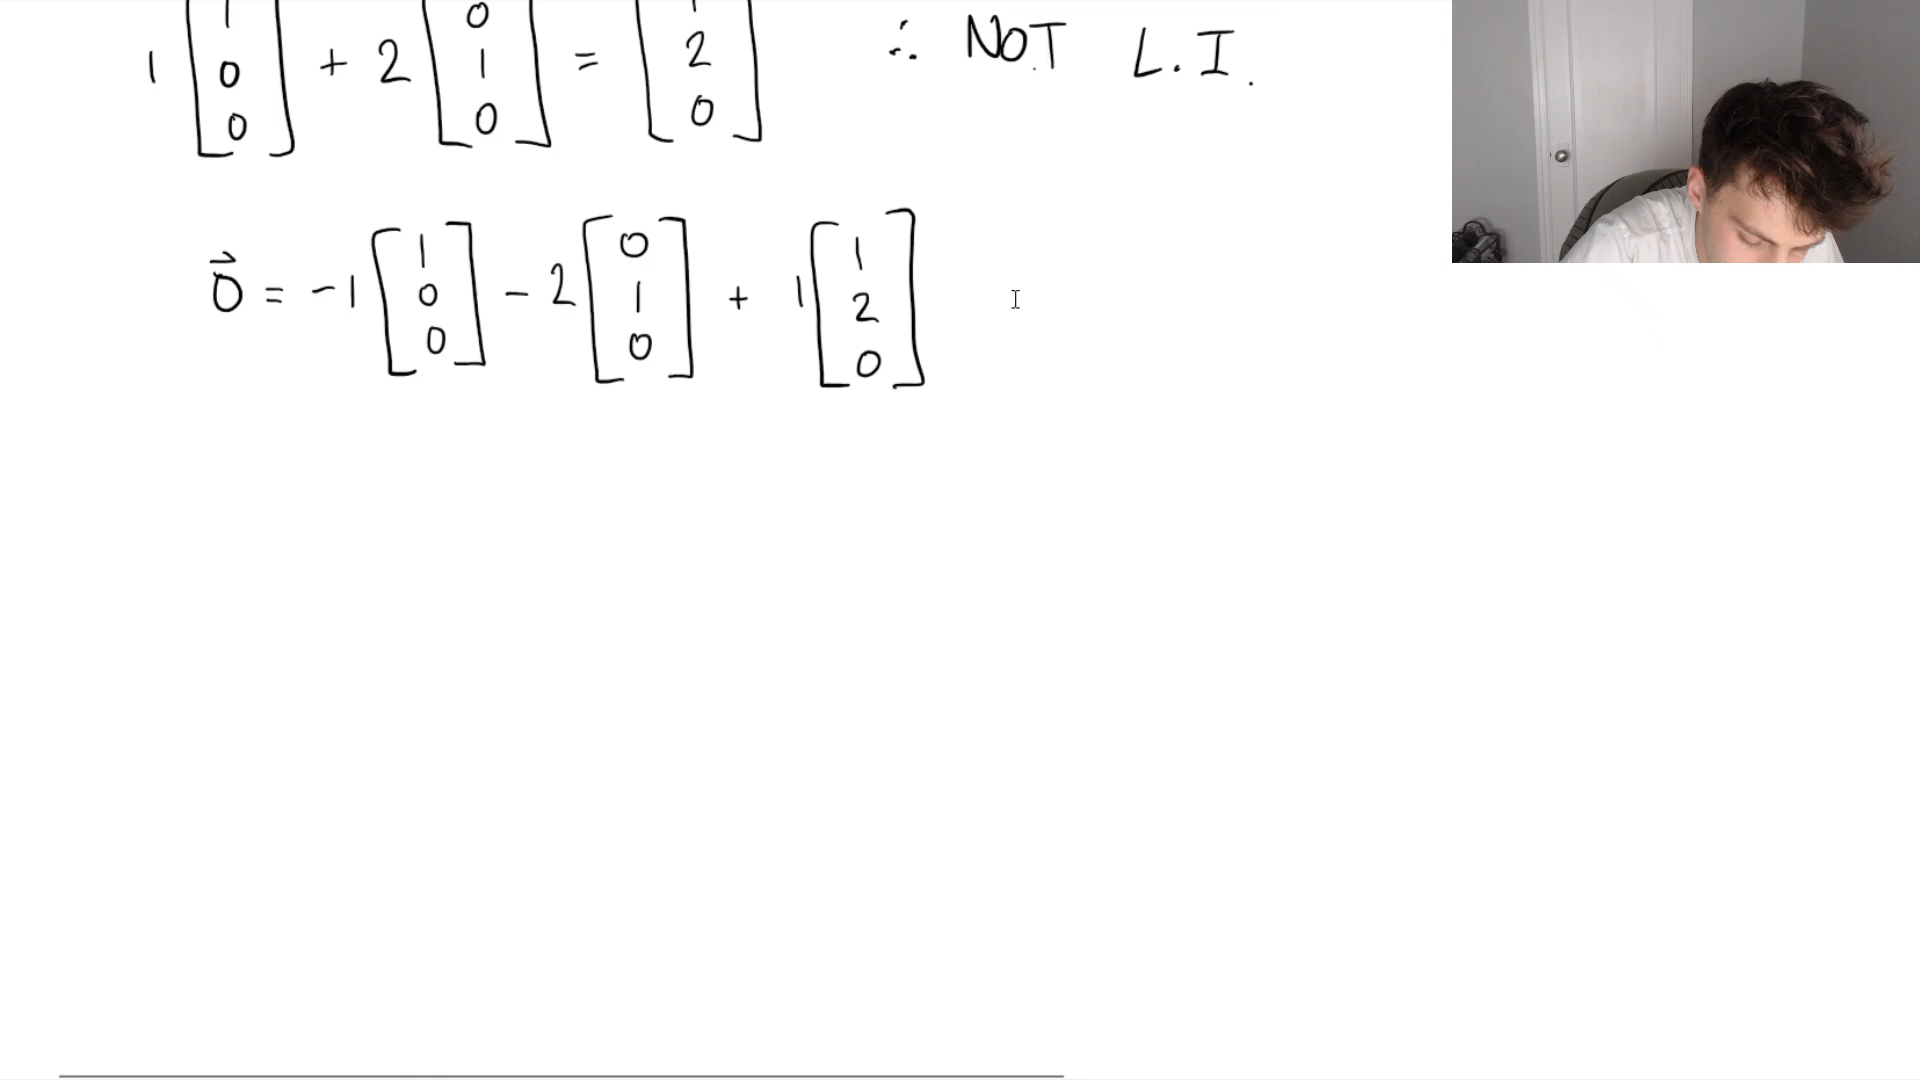 1 [1 0 0] + 2 [0 1 0] = [1 2 0] ∴ NOT L.I.
0⃗ = -1 [1 0 0] - 2 [0 1 0] + 1 [1 2 0]